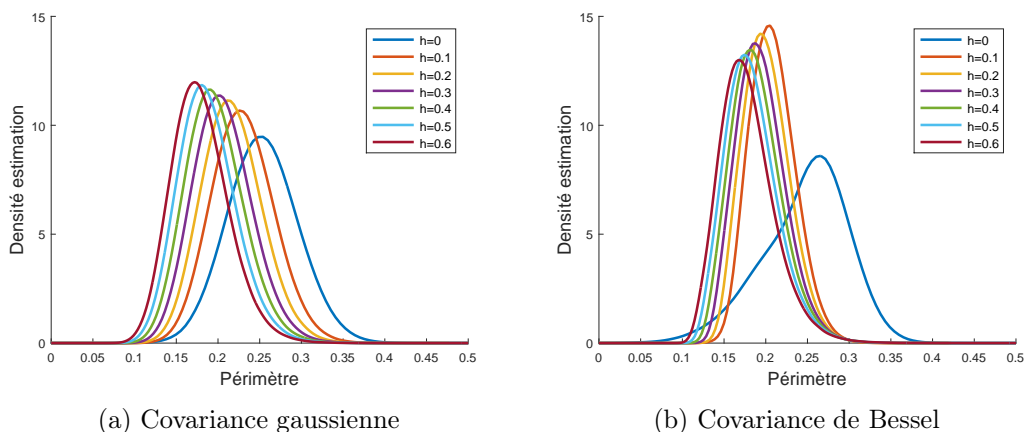 15
10
5
0
Densité estimation
h=0
h=0.1
h=0.2
h=0.3
h=0.4
h=0.5
h=0.6
0 0.05 0.1 0.15 0.2 0.25 0.3 0.35 0.4 0.45 0.5
Périmètre
(a) Covariance gaussienne
15
10
5
0
Densité estimation
h=0
h=0.1
h=0.2
h=0.3
h=0.4
h=0.5
h=0.6
0 0.05 0.1 0.15 0.2 0.25 0.3 0.35 0.4 0.45 0.5
Périmètre
(b) Covariance de Bessel